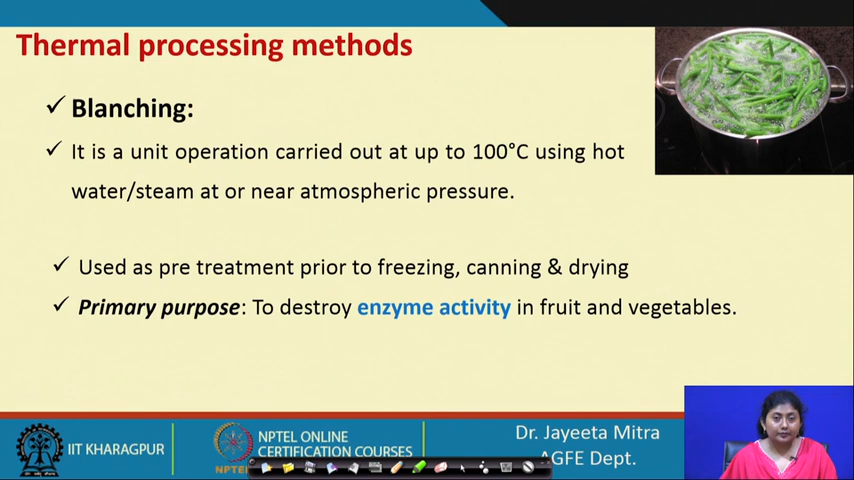 Thermal processing methods
✓ Blanching:
✓ It is a unit operation carried out at up to 100°C using hot
water/steam at or near atmospheric pressure.
✓ Used as pre treatment prior to freezing, canning & drying
✓ Primary purpose: To destroy enzyme activity in fruit and vegetables.
IIT KHARAGPUR
NPTEL
NPTEL ONLINE
CERTIFICATION COURSES
Dr. Jayeeta Mitra
AGFE Dept.